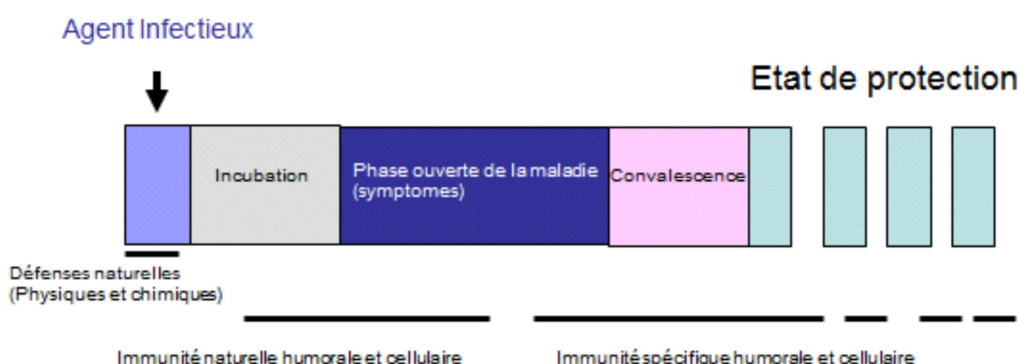 Agent Infectieux
Etat de protection
Incubation
Phase ouverte de la maladie
(symptomes)
Convalescence
Défenses naturelles
(Physiques et chimiques)
Immunité naturelle humorale et cellulaire
Immunité spécifique humorale et cellulaire